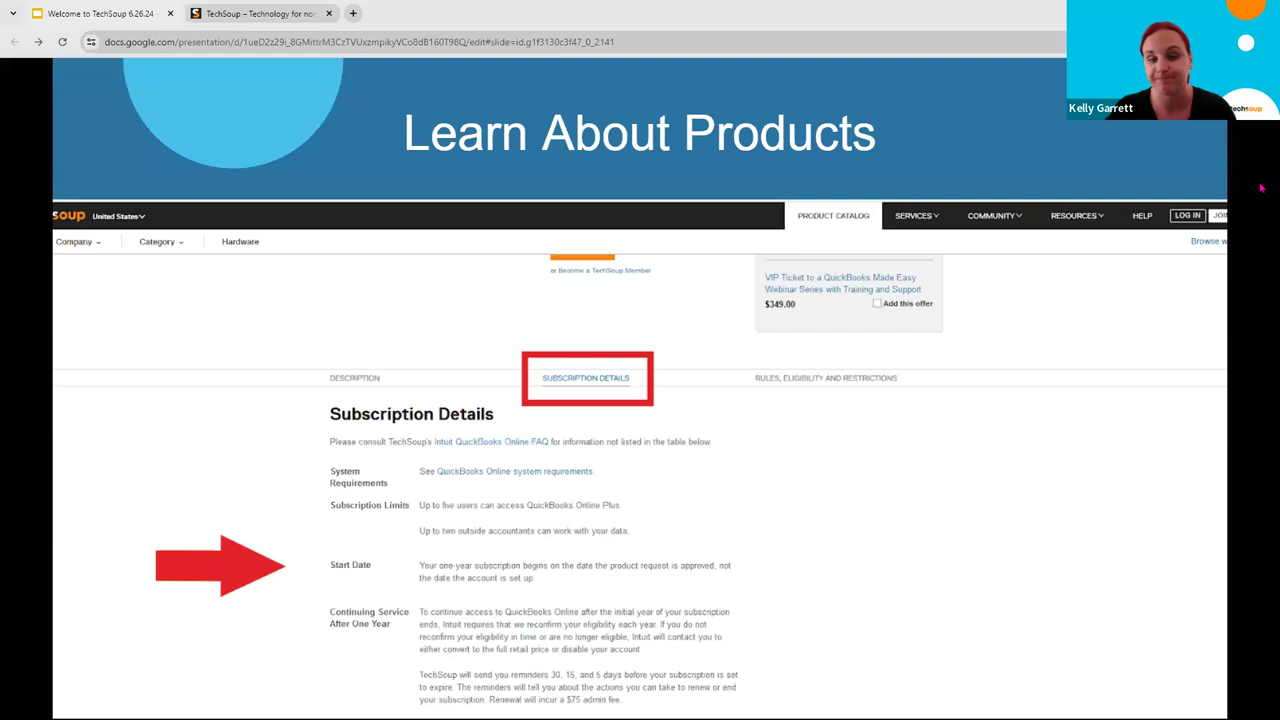 Welcome to TechSoup 6.26.24
TechSoup – Technology for non
docs.google.com/presentation/d/1ueD2z29i_8GMittrM3CzTVUxzmpikyVCo8dB160T98Q/edit#slide=id.g1f3130c3f47_0_2141
Kelly Garrett
techsoup
Learn About Products
soup United States
PRODUCT CATALOG SERVICES COMMUNITY RESOURCES HELP LOG IN JOI
Company Category Hardware Browse w
or Become a TechSoup Member
VIP Ticket to a QuickBooks Made Easy
Webinar Series with Training and Support
$349.00 Add this offer
DESCRIPTION SUBSCRIPTION DETAILS RULES, ELIGIBILITY AND RESTRICTIONS
Subscription Details
Please consult TechSoup's Intuit QuickBooks Online FAQ for information not listed in the table below.
System Requirements See QuickBooks Online system requirements.
Subscription Limits Up to five users can access QuickBooks Online Plus.
Up to two outside accountants can work with your data.
Start Date Your one-year subscription begins on the date the product request is approved, not
the date the account is set up
Continuing Service To continue access to QuickBooks Online after the initial year of your subscription
After One Year ends, Intuit requires that we reconfirm your eligibility each year. If you do not
reconfirm your eligibility in time or are no longer eligible, Intuit will contact you to
either convert to the full retail price or disable your account
TechSoup will send you reminders 30, 15, and 5 days before your subscription is set
to expire. The reminders will tell you about the actions you can take to renew or end
your subscription. Renewal will incur a $75 admin fee.